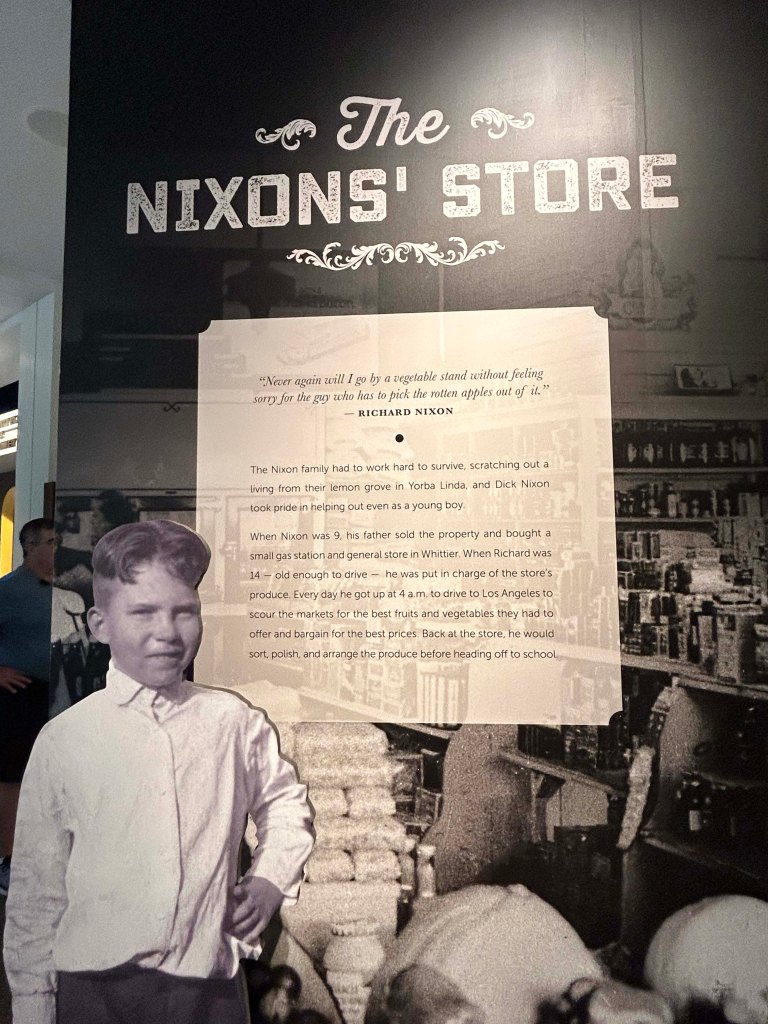 The
NIXONS' STORE
“Never again will I go by a vegetable stand without feeling
sorry for the guy who has to pick the rotten apples out of it.”
— RICHARD NIXON
The Nixon family had to work hard to survive, scratching out a
living from their lemon grove in Yorba Linda, and Dick Nixon
took pride in helping out even as a young boy.
When Nixon was 9, his father sold the property and bought a
small gas station and general store in Whittier. When Richard was
14 — old enough to drive — he was put in charge of the store's
produce. Every day he got up at 4 a.m. to drive to Los Angeles to
scour the markets for the best fruits and vegetables they had to
offer and bargain for the best prices. Back at the store, he would
sort, polish, and arrange the produce before heading off to school.